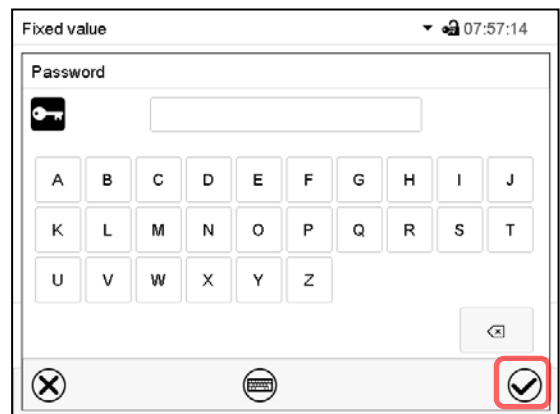 Fixed value 07:57:14
Password
A B C D E F G H I J
K L M N O P Q R S T
U V W X Y Z